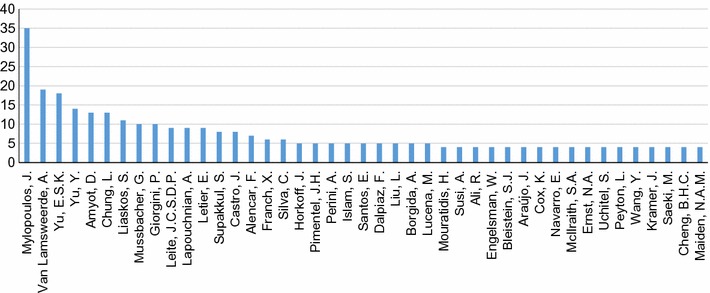 40
35
30
25
20
15
10
5
0
Mylopoulos, J.
Van Lamsweerde, A.
Yu, E.S.K.
Yu, Y.
Amyot, D.
Chung, L.
Liaskos, S.
Mussbacher, G.
Giorgini, P.
Leite, J.C.S.D.P.
Lapouchnian, A.
Letier, E.
Supakkul, S.
Castro, J.
Alencar, F.
Franch, X.
Silva, C.
Horkoff, J.
Pimentel, J.H.
Perini, A.
Islam, S.
Santos, E.
Dalpiaz, F.
Liu, L.
Borgida, A.
Lucena, M.
Mouratidis, H.
Susi, A.
Ali, R.
Engelsman, W.
Bleistein, S.J.
Araújo, J.
Cox, K.
Navarro, E.
McIlraith, S.A.
Ernst, N.A.
Uchitel, S.
Peyton, L.
Wang, Y.
Kramer, J.
Saeki, M.
Cheng, B.H.C.
Maiden, N.A.M.